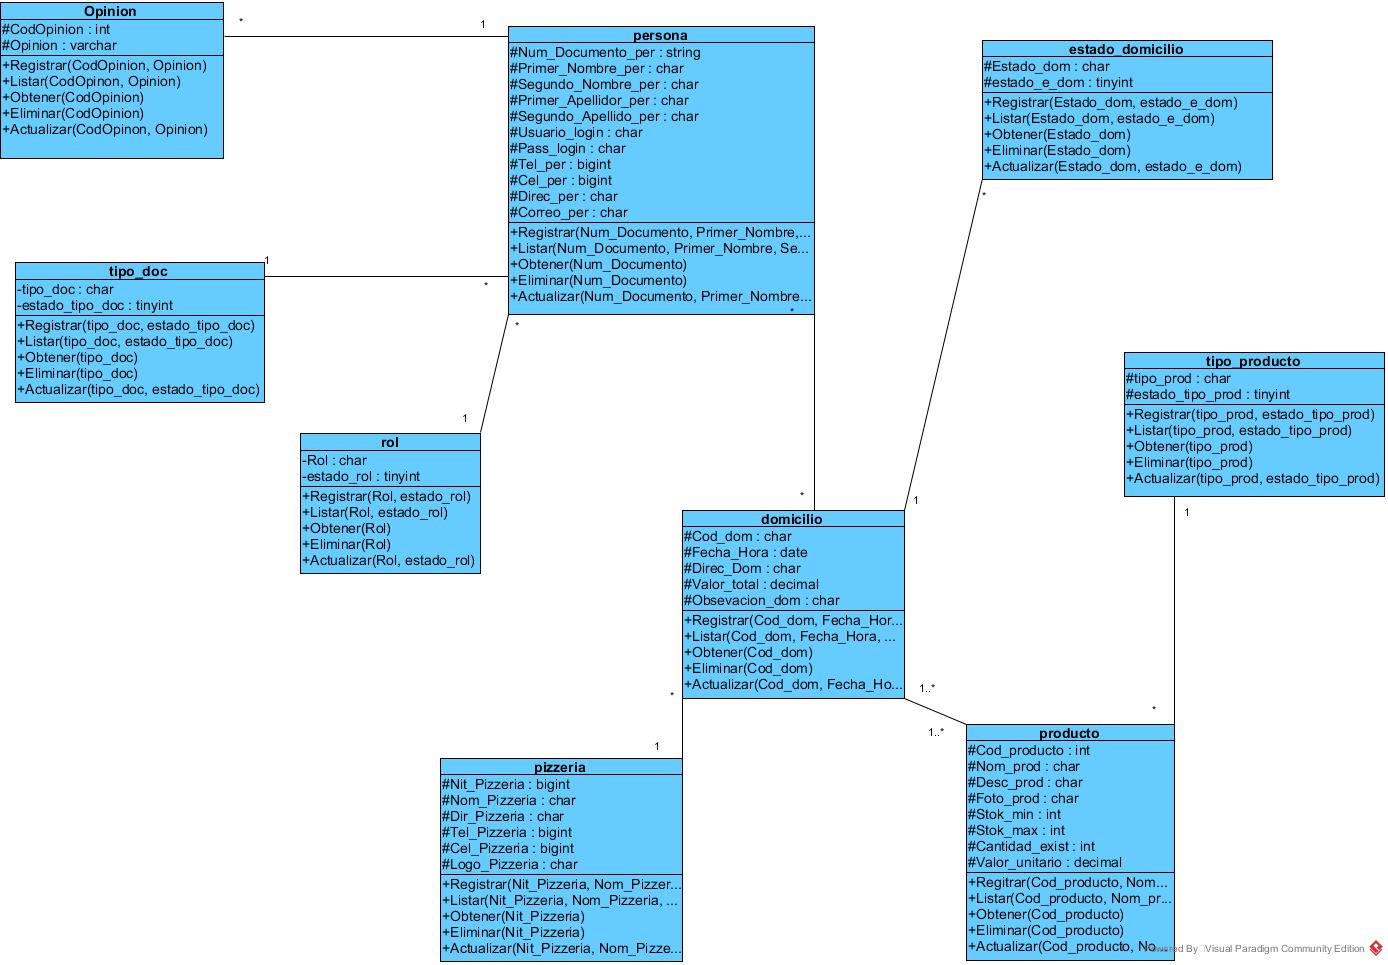 Opinion
#CodOpinion : int
#Opinion : varchar
+Registrar(CodOpinon, Opinion)
+Listar(CodOpinon, Opinion)
+Obtener(CodOpinion)
+Eliminar(CodOpinion)
+Actualizar(CodOpinon, Opinion)
*
1
persona
#Num_Documento_per : string
#Primer_Nombre_per : char
#Segundo_Nombre_per : char
#Primer_Apellidor_per : char
#Segundo_Apellido_per : char
#Usuario_login : char
#Pass_login : char
#Tel_per : bigint
#Cel_per : bigint
#Direc_per : char
#Correo_per : char
+Registrar(Num_Documento, Primer_Nombre,...
+Listar(Num_Documento, Primer_Nombre, Se...
+Obtener(Num_Documento)
+Eliminar(Num_Documento)
+Actualizar(Num_Documento, Primer_Nombre...
*
estado_domicilio
#Estado_dom : char
#estado_e_dom : tinyint
+Registrar(Estado_dom, estado_e_dom)
+Listar(Estado_dom, estado_e_dom)
+Obtener(Estado_dom)
+Eliminar(Estado_dom)
+Actualizar(Estado_dom, estado_e_dom)
*
tipo_doc
-tipo_doc : char
-estado_tipo_doc : tinyint
+Registrar(tipo_doc, estado_tipo_doc)
+Listar(tipo_doc, estado_tipo_doc)
+Obtener(tipo_doc)
+Eliminar(tipo_doc)
+Actualizar(tipo_doc, estado_tipo_doc)
1
*
*
1
rol
-Rol : char
-estado_rol : tinyint
+Registrar(Rol, estado_rol)
+Listar(Rol, estado_rol)
+Obtener(Rol)
+Eliminar(Rol)
+Actualizar(Rol, estado_rol)
tipo_producto
#tipo_prod : char
#estado_tipo_prod : tinyint
+Registrar(tipo_prod, estado_tipo_prod)
+Listar(tipo_prod, estado_tipo_prod)
+Obtener(tipo_prod)
+Eliminar(tipo_prod)
+Actualizar(tipo_prod, estado_tipo_prod)
1
*
*
1
domicilio
#Cod_dom : char
#Fecha_Hora : date
#Direc_Dom : char
#Valor_total : decimal
#Obsevacion_dom : char
+Registrar(Cod_dom, Fecha_Hor...
+Listar(Cod_dom, Fecha_Hora, ...
+Obtener(Cod_dom)
+Eliminar(Cod_dom)
+Actualizar(Cod_dom, Fecha_Ho...
*
1
1..*
1..*
pizzeria
#Nit_Pizzeria : bigint
#Nom_Pizzeria : char
#Dir_Pizzeria : char
#Tel_Pizzeria : bigint
#Cel_Pizzeria : bigint
#Logo_Pizzeria : char
+Registrar(Nit_Pizzeria, Nom_Pizzer...
+Listar(Nit_Pizzeria, Nom_Pizzeria, ...
+Obtener(Nit_Pizzeria)
+Eliminar(Nit_Pizzeria)
+Actualizar(Nit_Pizzeria, Nom_Pizze...
producto
#Cod_producto : int
#Nom_prod : char
#Desc_prod : char
#Foto_prod : char
#Stok_min : int
#Stok_max : int
#Cantidad_exist : int
#Valor_unitario : decimal
+Regitrar(Cod_producto, Nom...
+Listar(Cod_producto, Nom_pr...
+Obtener(Cod_producto)
+Eliminar(Cod_producto)
+Actualizar(Cod_producto, No...
Powered By Visual Paradigm Community Edition